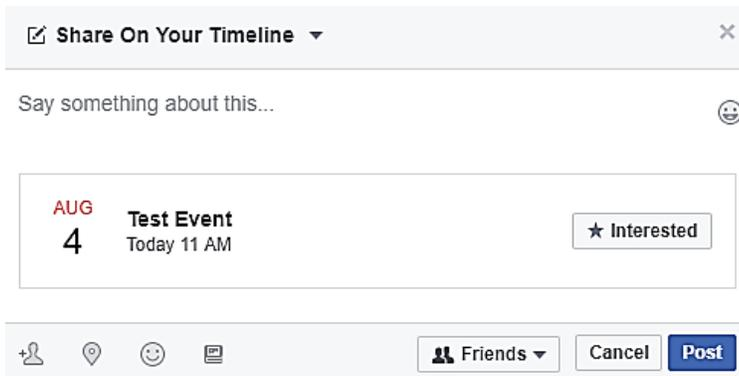 Share On Your Timeline
Say something about this...
AUG
4
Test Event
Today 11 AM
Interested
Friends
Cancel
Post